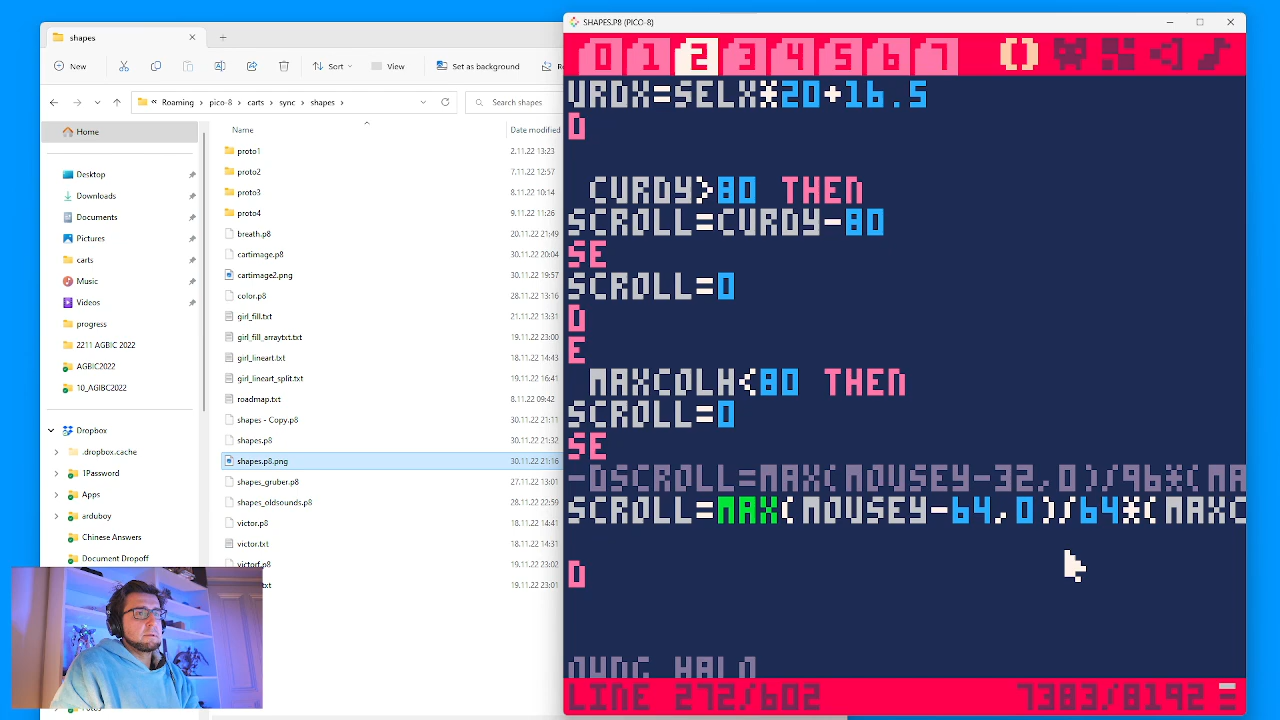 shapes
SHAPES.P8 (PICO-8)
New
Sort
View
Set as background
Roaming > pico-8 > carts > sync > shapes >
Search shapes
Home
Desktop
Downloads
Documents
Pictures
carts
Music
Videos
progress
2211 AGBIC 2022
AGBIC2022
10_AGIBC2022
Dropbox
.dropbox.cache
1Password
Apps
arduboy
Chinese Answers
Document Dropoff
Name Date modified
proto1 2.11.22 13:23
proto2 7.11.22 12:57
proto3 8.11.22 10:14
proto4 9.11.22 11:26
breath.p8 20.11.22 21:49
cartimage.p8 30.11.22 20:04
cartimage2.png 30.11.22 19:57
color.p8 28.11.22 13:16
girl_fill.txt 21.11.22 13:33
girl_fill_arraytxt.txt 19.11.22 23:00
girl_lineart.txt 18.11.22 14:43
girl_lineart_split.txt 19.11.22 16:41
roadmap.txt 8.11.22 09:42
shapes - Copy.p8 30.11.22 21:11
shapes.p8 30.11.22 21:32
shapes.p8.png 30.11.22 21:16
shapes_gruber.p8 27.11.22 13:01
shapes_oldsounds.p8 28.11.22 22:59
victor.p8 18.11.22 14:41
victor.txt 18.11.22 14:31
victorf.p8 19.11.22 23:02
.txt 19.11.22 23:01
0 1 2 3 4 5 6 7
URDX=SELX*20+16.5
D
CURDY>80 THEN
SCROLL=CURDY-80
SE
SCROLL=0
D
E
MAXCOLH<80 THEN
SCROLL=0
SE
-DSCROLL=MAX(MOUSEY-32,0)/96*(MA
SCROLL=MAX(MOUSEY-64,0)/64*(MAXC
D
LINE 272/602 7383/8192